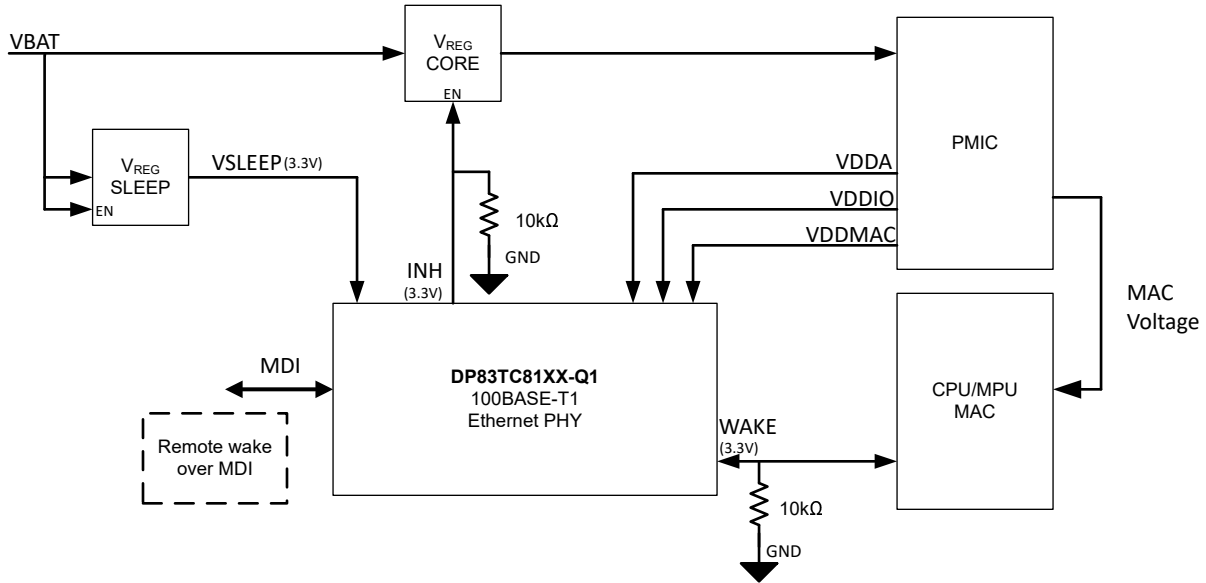 VBAT
VREG
CORE
EN
VREG
SLEEP
EN
VSLEEP (3.3V)
10kΩ
GND
INH
(3.3V)
PMIC
VDDA
VDDIO
VDDMAC
MAC
Voltage
MDI
Remote wake
over MDI
DP83TC81XX-Q1
100BASE-T1
Ethernet PHY
WAKE
(3.3V)
10kΩ
GND
CPU/MPU
MAC